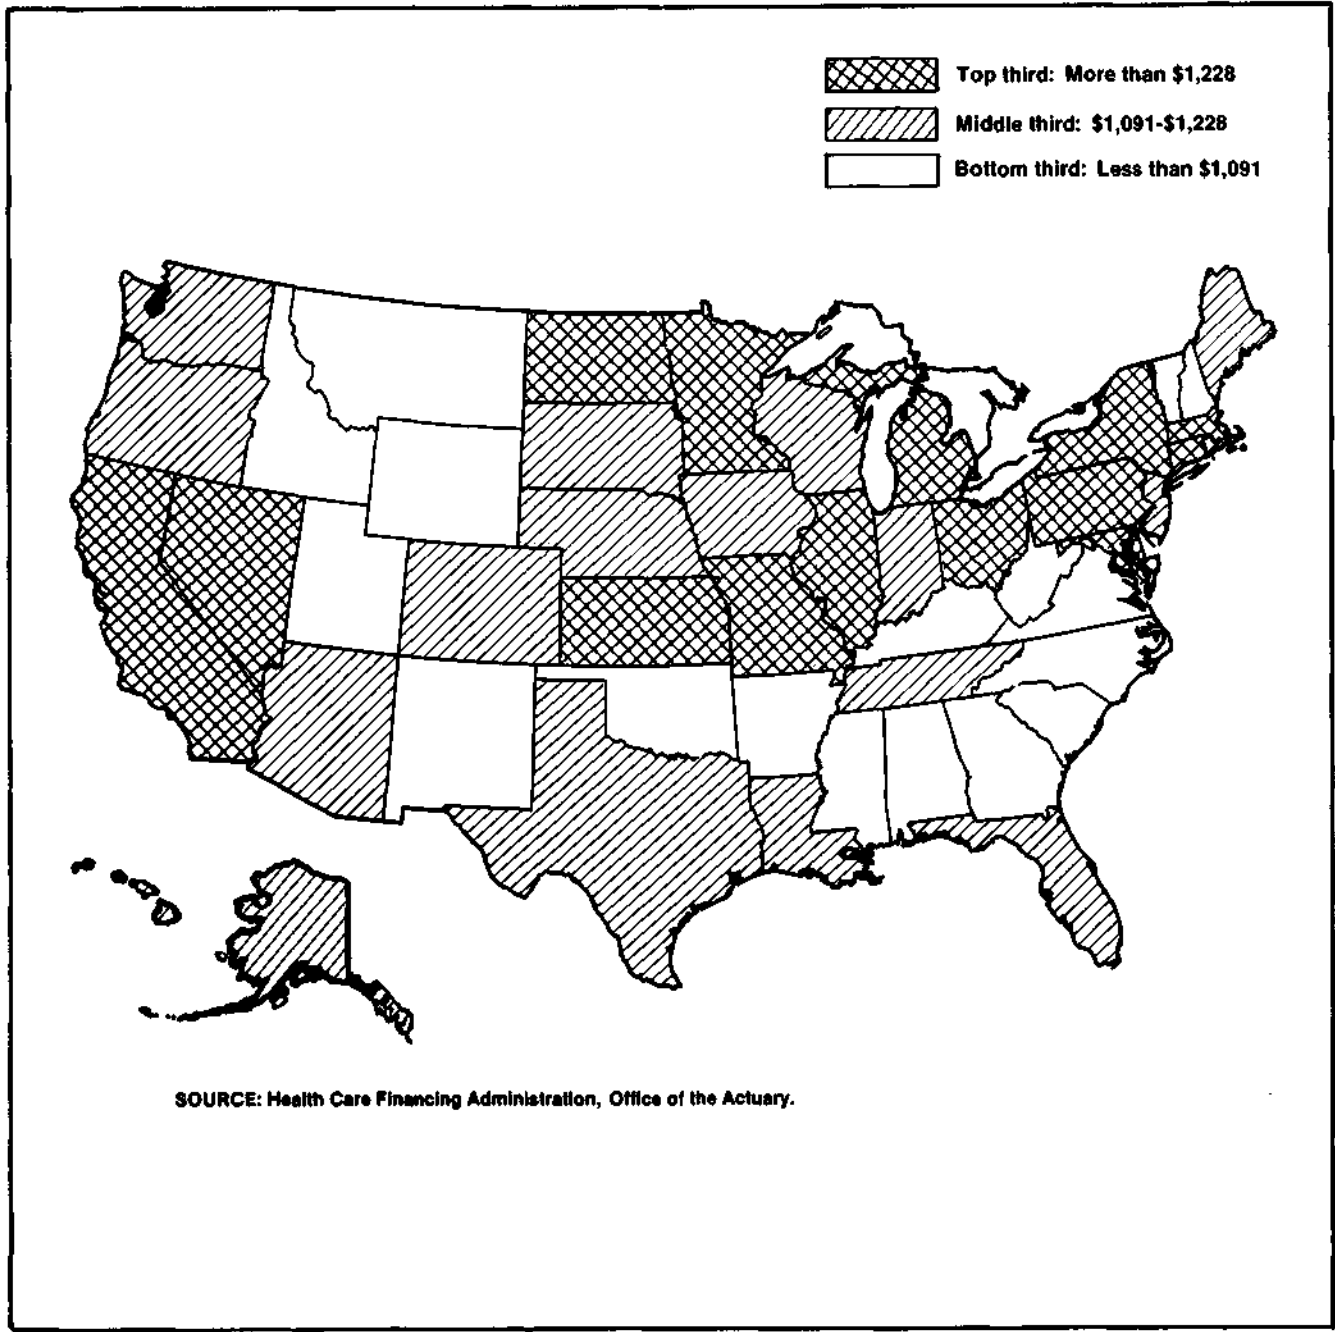 Top third: More than $1,228
Middle third: $1,091-$1,228
Bottom third: Less than $1,091
SOURCE: Health Care Financing Administration, Office of the Actuary.